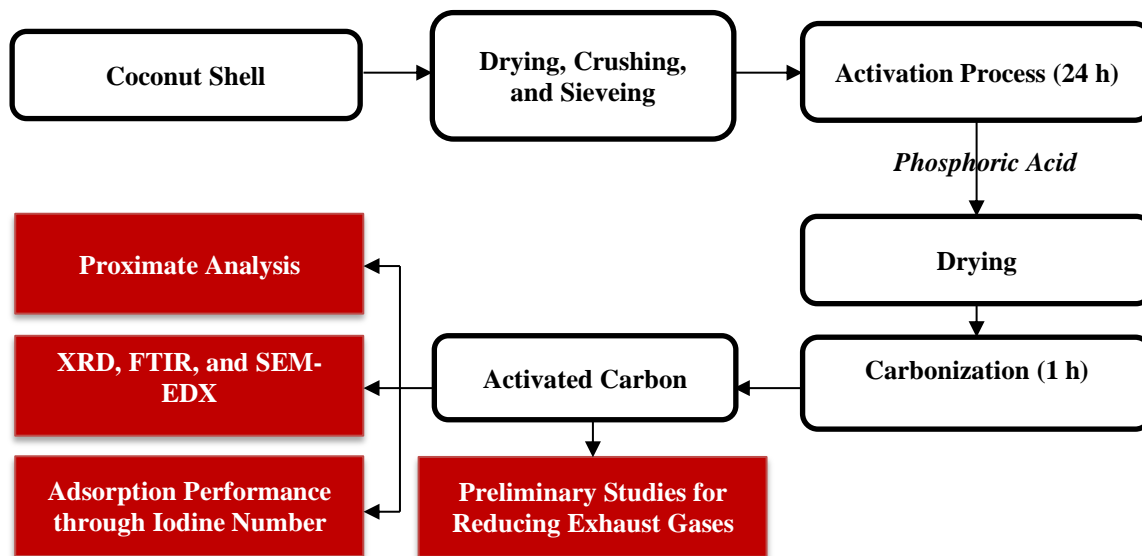 Coconut Shell
Drying, Crushing,
and Sieveing
Activation Process (24 h)
Phosphoric Acid
Drying
Carbonization (1 h)
Activated Carbon
Proximate Analysis
XRD, FTIR, and SEM-
EDX
Adsorption Performance
through Iodine Number
Preliminary Studies for
Reducing Exhaust Gases